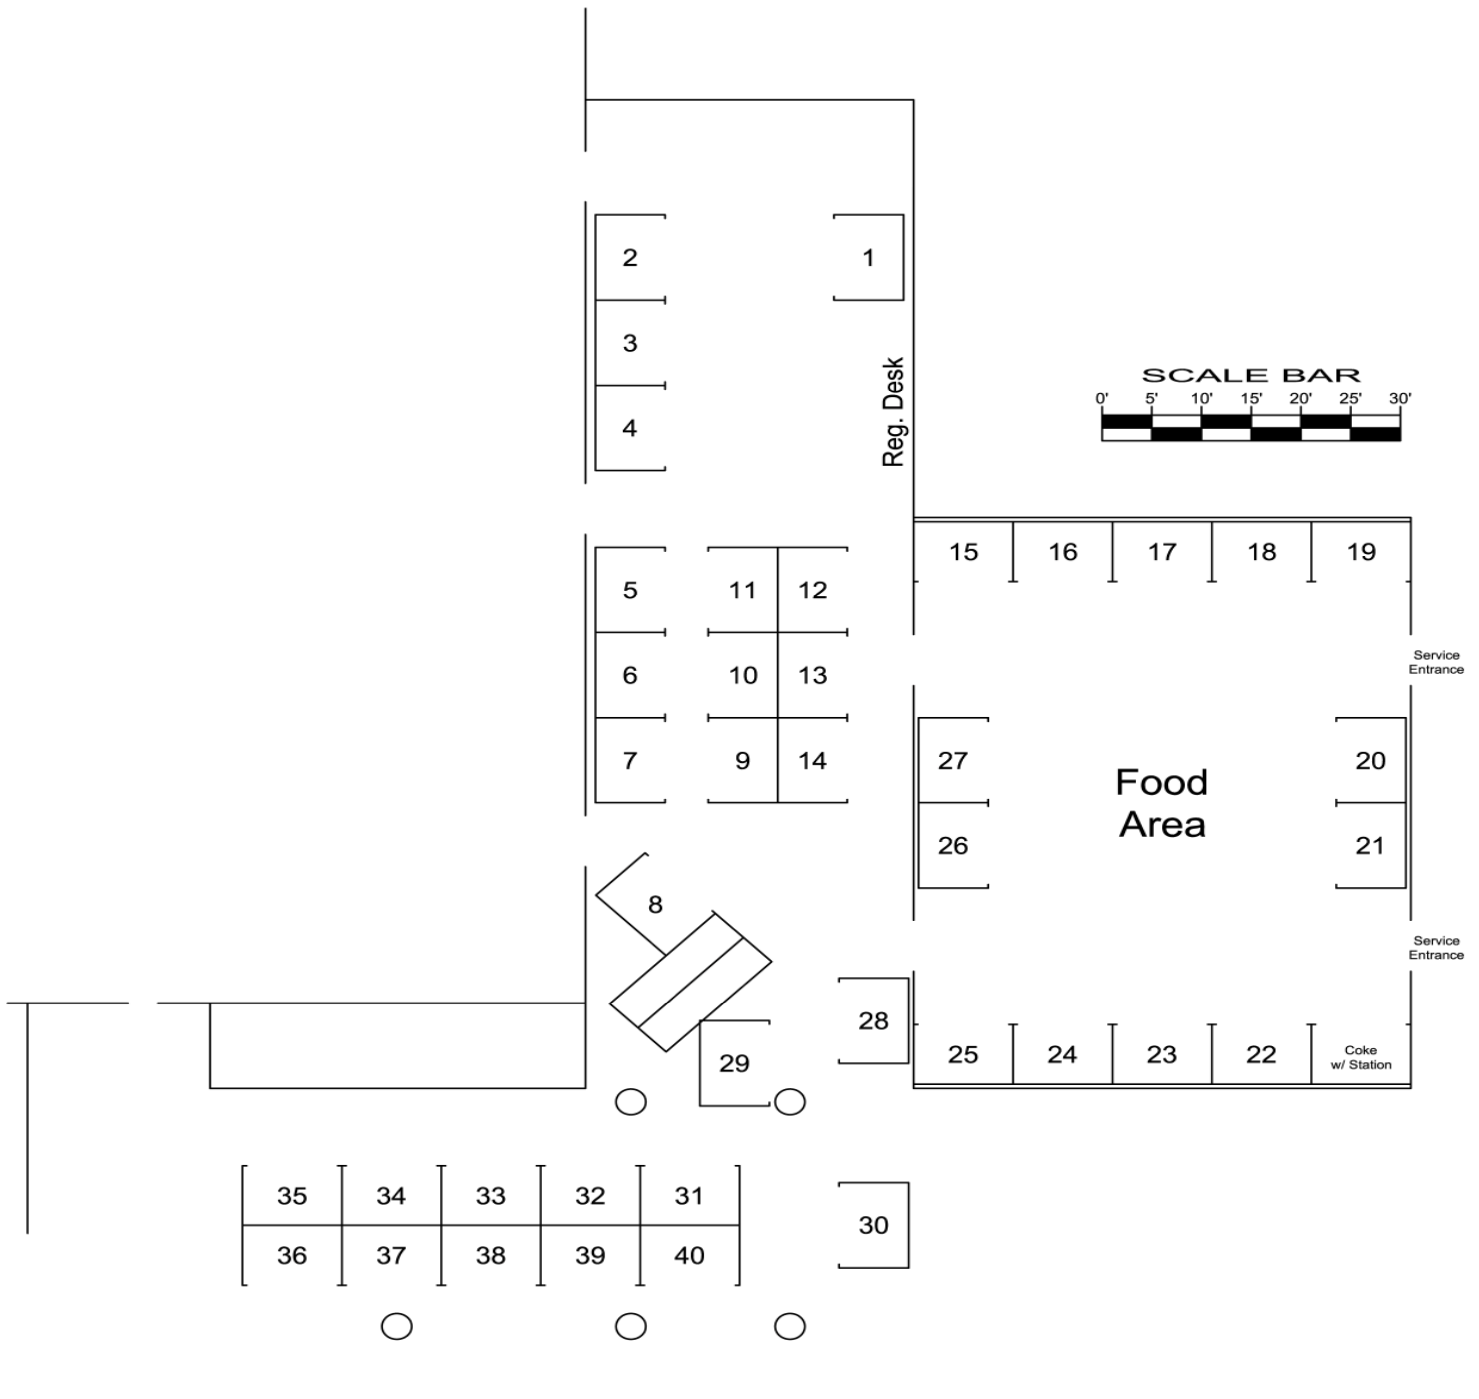 2
1
3
Reg. Desk
4
SCALE BAR
0' 5' 10' 15' 20' 25' 30'
15 16 17 18 19
5 11 12
6 10 13
Service
Entrance
7 9 14
27 20
Food
Area
26 21
8
Service
Entrance
28
25 24 23 22
Coke
w/ Station
29
35 34 33 32 31
30
36 37 38 39 40